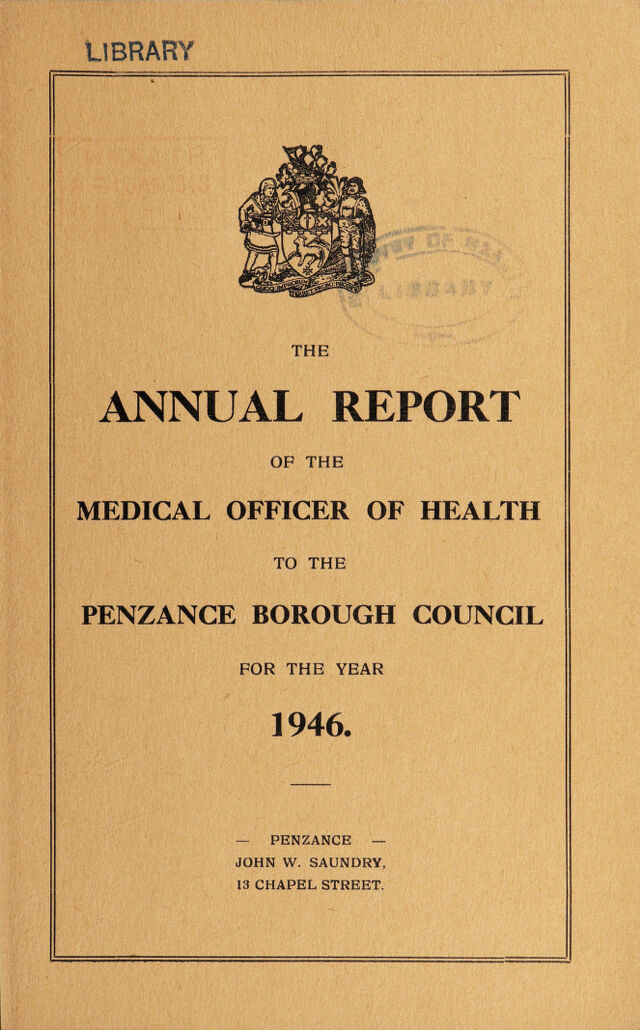 LIBRARY
THE
ANNUAL REPORT
OF THE
MEDICAL OFFICER OF HEALTH
TO THE
PENZANCE BOROUGH COUNCIL
FOR THE YEAR
1946.
— PENZANCE —
JOHN W. SAUNDRY,
13 CHAPEL STREET.